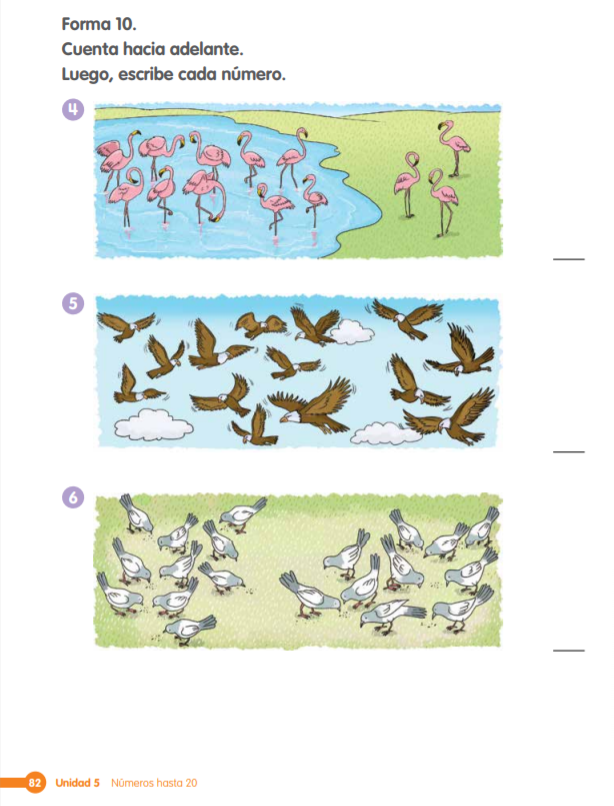 Forma 10.
Cuenta hacia adelante.
Luego, escribe cada número.
4
5
6
82 Unidad 5 Números hasta 20